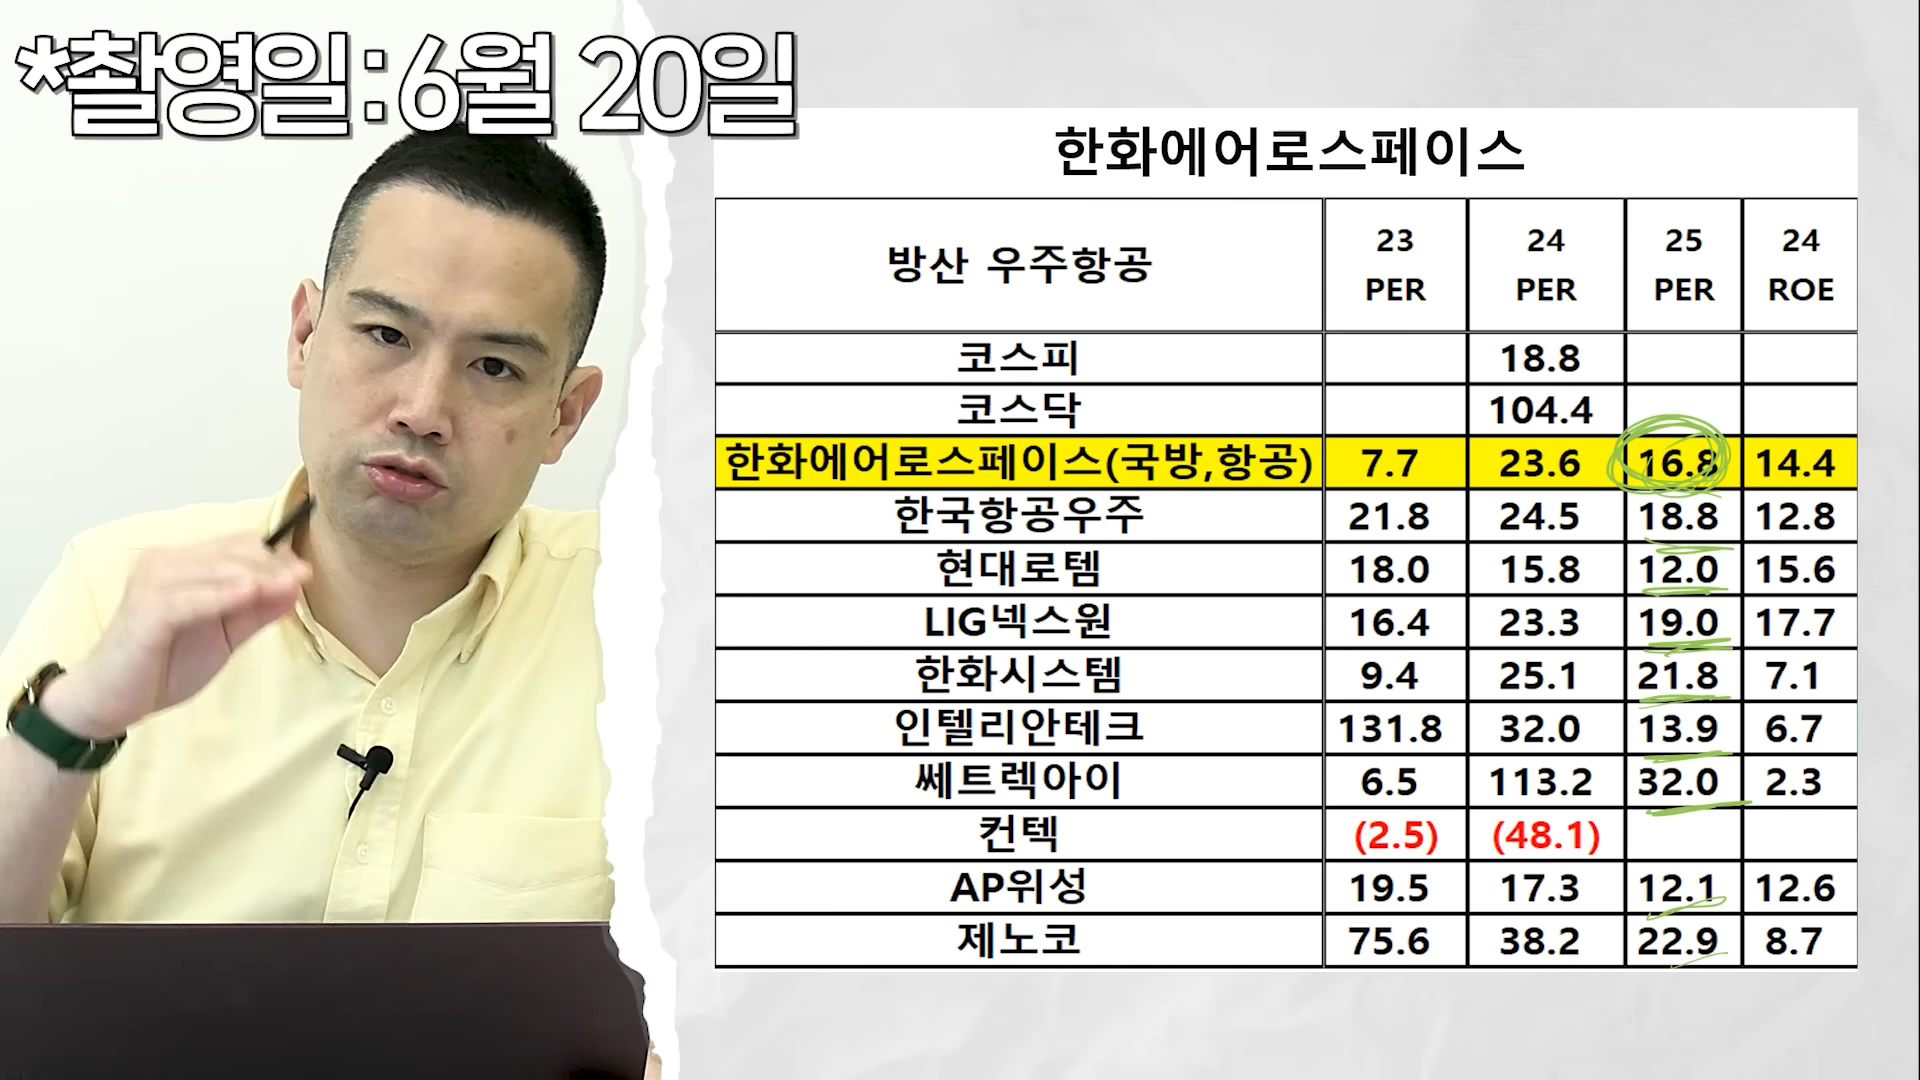 *촬영일:6월 20일
한화에어로스페이스
방산 우주항공 23 PER 24 PER 25 PER 24 ROE
코스피 18.8
코스닥 104.4
한화에어로스페이스(국방,항공) 7.7 23.6 16.8 14.4
한국항공우주 21.8 24.5 18.8 12.8
현대로템 18.0 15.8 12.0 15.6
LIG넥스원 16.4 23.3 19.0 17.7
한화시스템 9.4 25.1 21.8 7.1
인텔리안테크 131.8 32.0 13.9 6.7
쎄트렉아이 6.5 113.2 32.0 2.3
컨텍 (2.5) (48.1)
AP위성 19.5 17.3 12.1 12.6
제노코 75.6 38.2 22.9 8.7